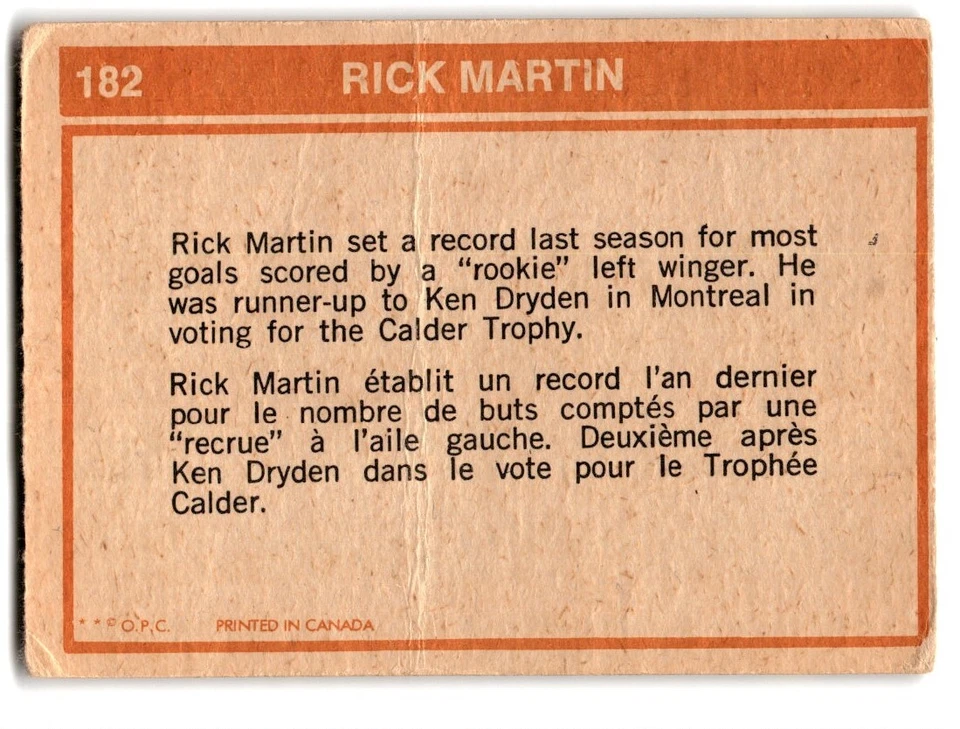 182 RICK MARTIN
Rick Martin set a record last season for most
goals scored by a “rookie” left winger. He
was runner-up to Ken Dryden in Montreal in
voting for the Calder Trophy.
Rick Martin établit un record l’an dernier
pour le nombre de buts comptés par une
“recrue” à l’aile gauche. Deuxième après
Ken Dryden dans le vote pour le Trophée
Calder.
* * © O.P.C. PRINTED IN CANADA